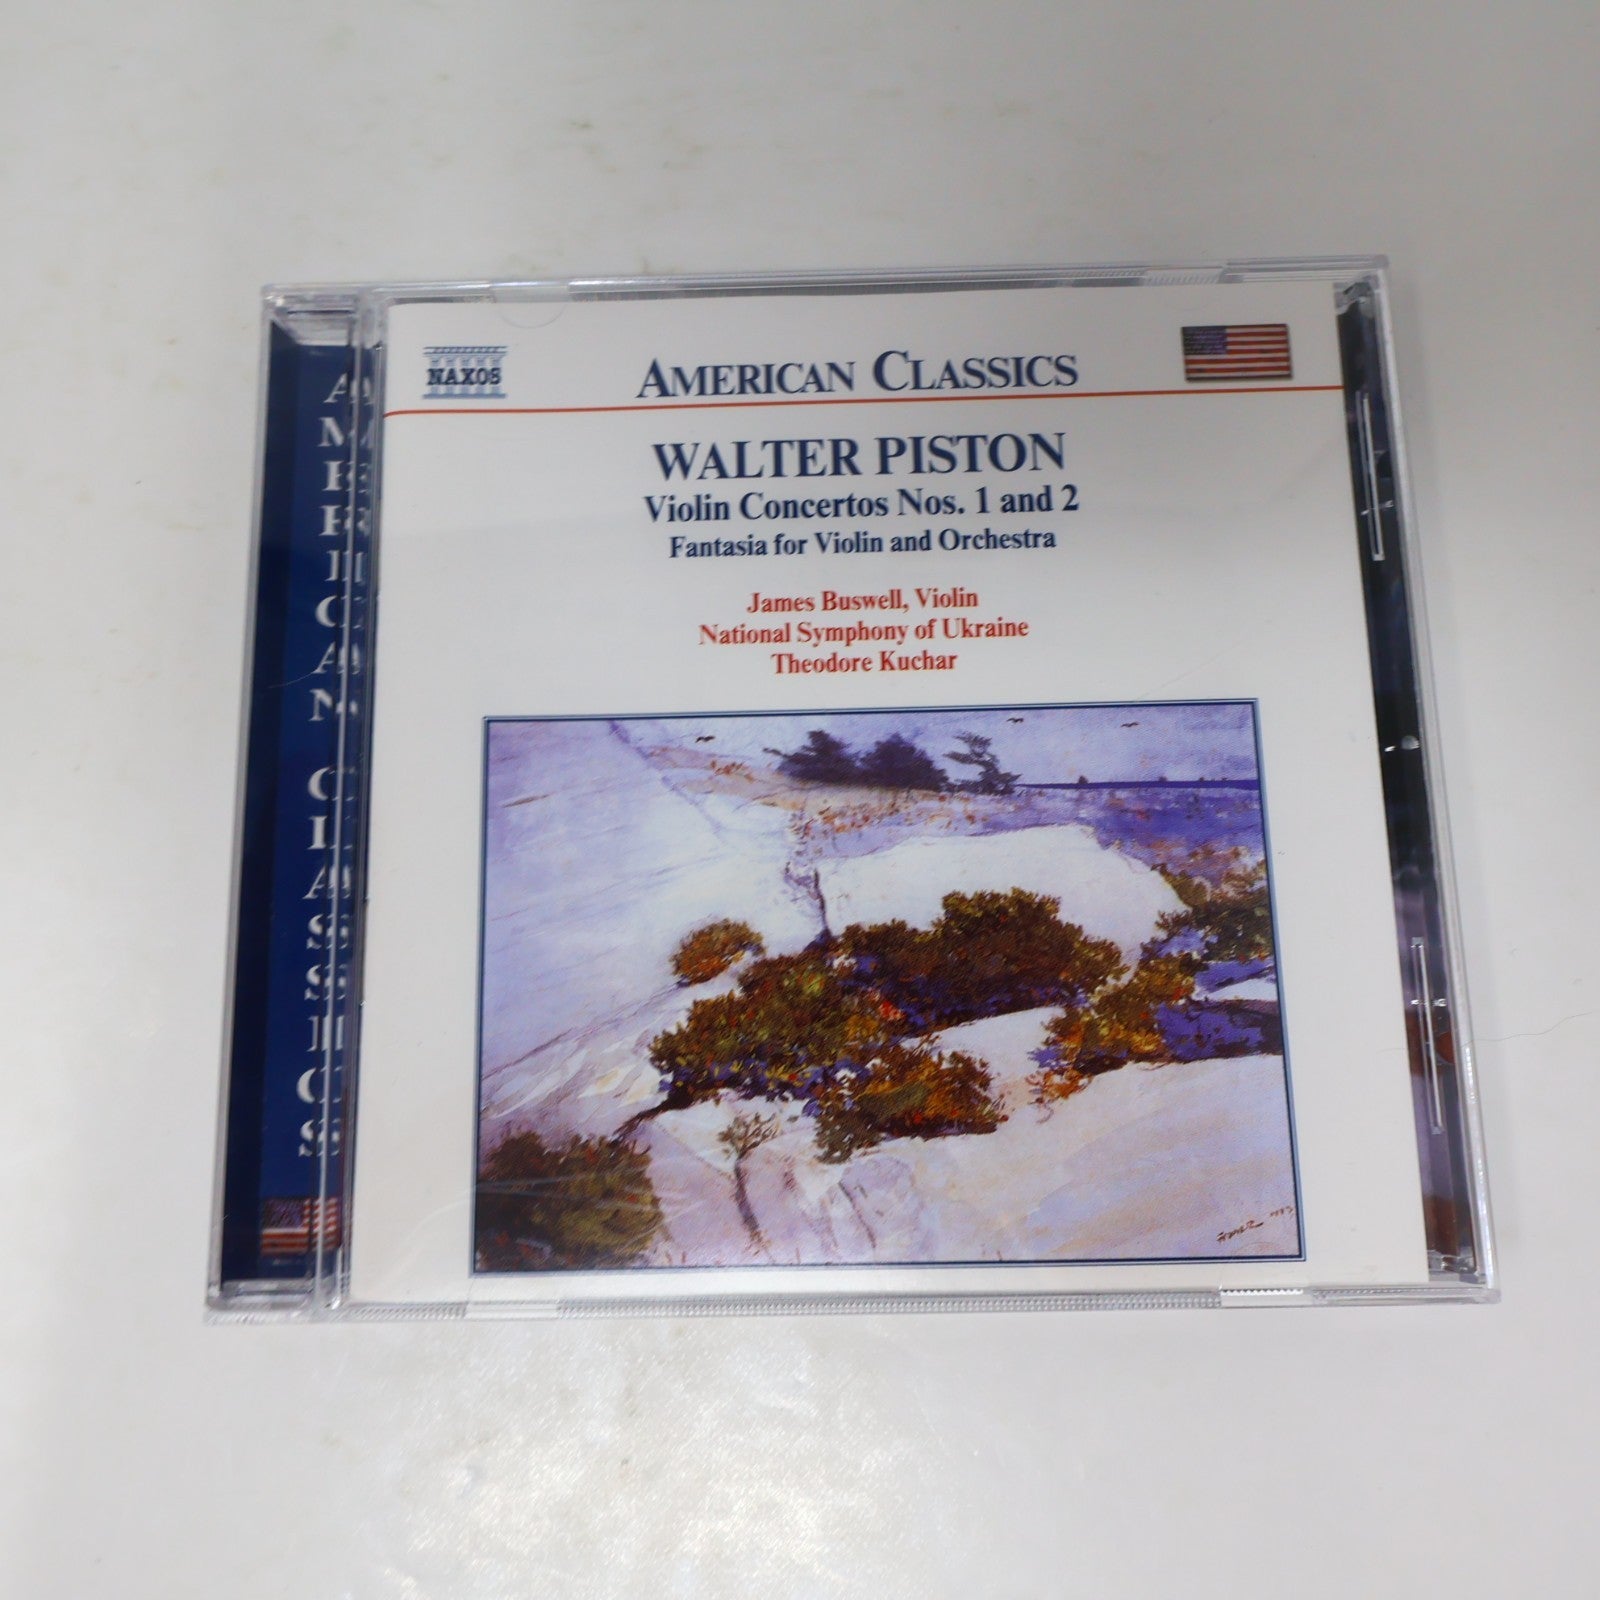 NAXOS
AMERICAN CLASSICS
WALTER PISTON
Violin Concertos Nos. 1 and 2
Fantasia for Violin and Orchestra
James Buswell, Violin
National Symphony of Ukraine
Theodore Kuchar
AMERICAN CLASSICS